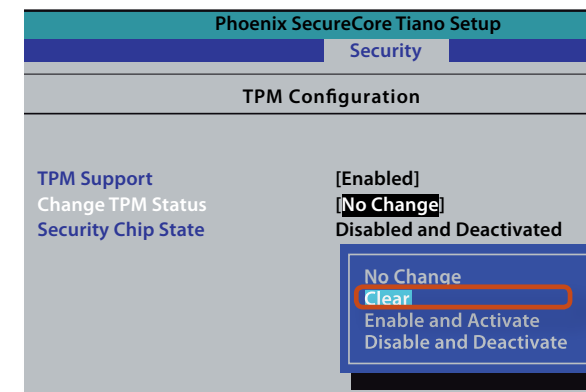 Phoenix SecureCore Tiano Setup
Security
TPM Configuration
TPM Support [Enabled]
Change TPM Status [No Change]
Security Chip State Disabled and Deactivated
No Change
Clear
Enable and Activate
Disable and Deactivate